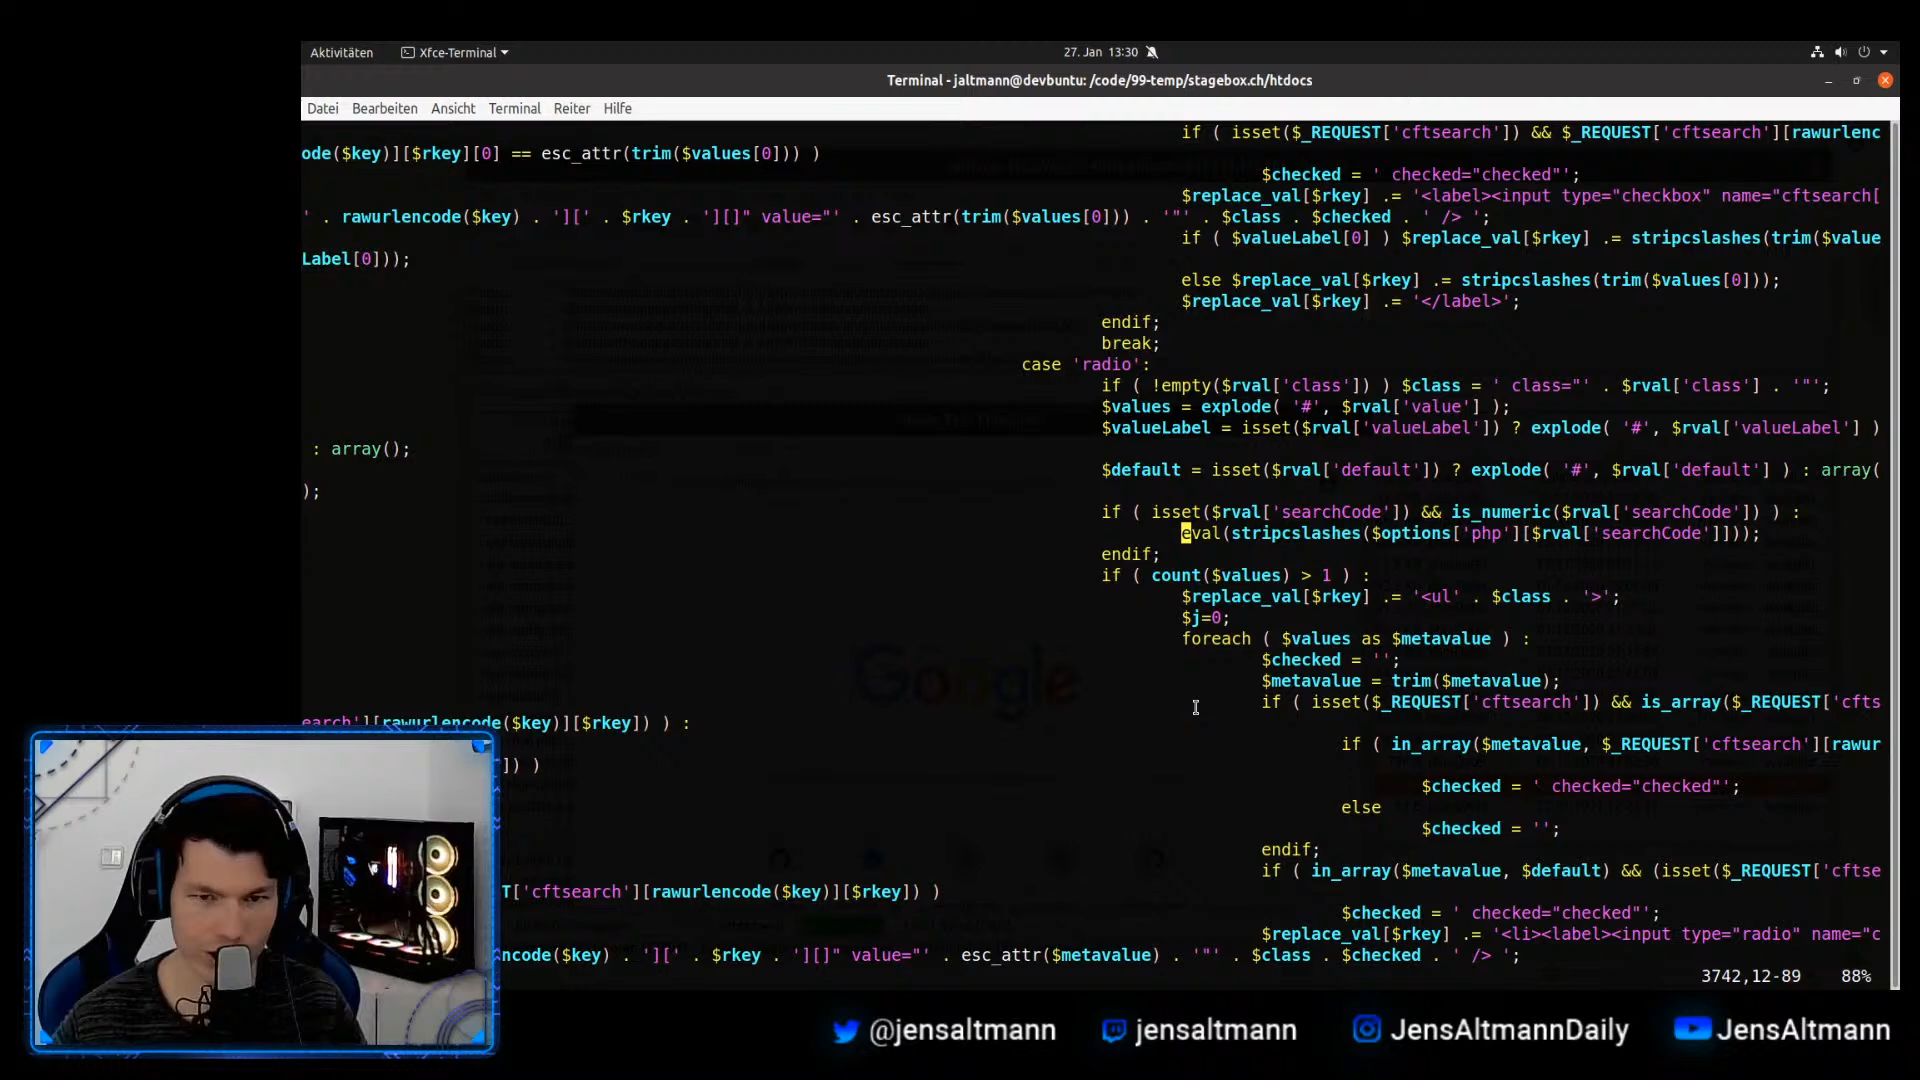 Aktivitäten Xfce-Terminal 27. Jan 13:30
Terminal - jaltmann@devbuntu: /code/99-temp/stagebox.ch/htdocs
Datei Bearbeiten Ansicht Terminal Reiter Hilfe
if ( isset($_REQUEST['cftsearch']) && $_REQUEST['cftsearch'][rawurlenc
ode($key)][$rkey][0] == esc_attr(trim($values[0])) )
$checked = ' checked="checked"';
$replace_val[$rkey] .= '<label><input type="checkbox" name="cftsearch[
' . rawurlencode($key) . '][' . $rkey . '][]" value="' . esc_attr(trim($values[0])) . '"' . $class . $checked . ' /> ';
if ( $valueLabel[0] ) $replace_val[$rkey] .= stripcslashes(trim($value
Label[0]));
else $replace_val[$rkey] .= stripcslashes(trim($values[0]));
$replace_val[$rkey] .= '</label>';
endif;
break;
case 'radio':
if ( !empty($rval['class']) ) $class = ' class="' . $rval['class'] . '"';
$values = explode( '#', $rval['value'] );
$valueLabel = isset($rval['valueLabel']) ? explode( '#', $rval['valueLabel'] )
: array();
$default = isset($rval['default']) ? explode( '#', $rval['default'] ) : array(
);
if ( isset($rval['searchCode']) && is_numeric($rval['searchCode']) ) :
eval(stripcslashes($options['php'][$rval['searchCode']]));
endif;
if ( count($values) > 1 ) :
$replace_val[$rkey] .= '<ul' . $class . '>';
$j=0;
foreach ( $values as $metavalue ) :
$checked = '';
$metavalue = trim($metavalue);
if ( isset($_REQUEST['cftsearch']) && is_array($_REQUEST['cfts
earch'][rawurlencode($key)][$rkey]) ) :
if ( in_array($metavalue, $_REQUEST['cftsearch'][rawur
]) )
$checked = ' checked="checked"';
else
$checked = '';
endif;
if ( in_array($metavalue, $default) && (isset($_REQUEST['cftse
T['cftsearch'][rawurlencode($key)][$rkey]) )
$checked = ' checked="checked"';
$replace_val[$rkey] .= '<li><label><input type="radio" name="c
ncode($key) . '][' . $rkey . '][]" value="' . esc_attr($metavalue) . '"' . $class . $checked . ' /> ';
3742,12-89 88%
Google
@jensaltmann jensaltmann JensAltmannDaily JensAltmann